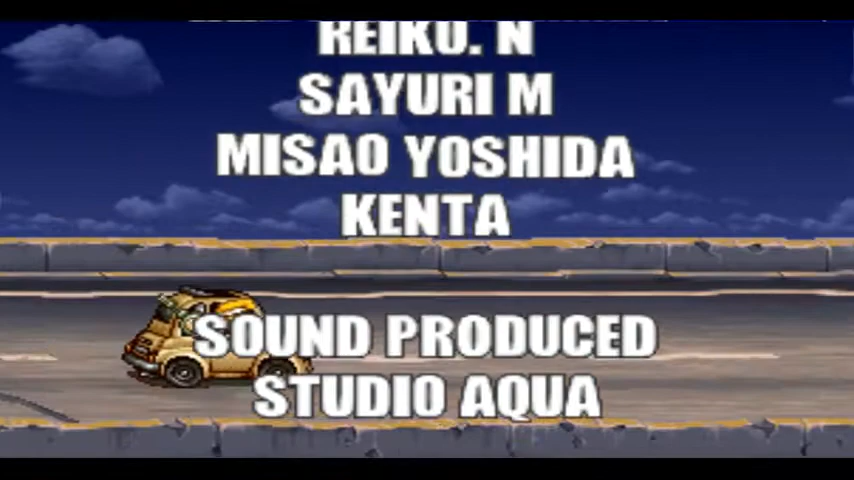 REIKO. N
SAYURI M
MISAO YOSHIDA
KENTA
SOUND PRODUCED
STUDIO AQUA